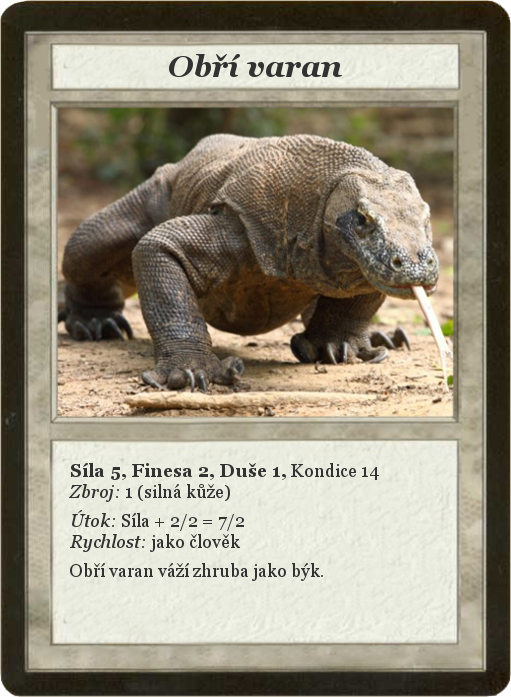 Obří varan
Síla 5, Finesa 2, Duše 1, Kondice 14
Zbroj: 1 (silná kůže)
Útok: Síla + 2/2 = 7/2
Rychlost: jako člověk
Obří varan váží zhruba jako býk.